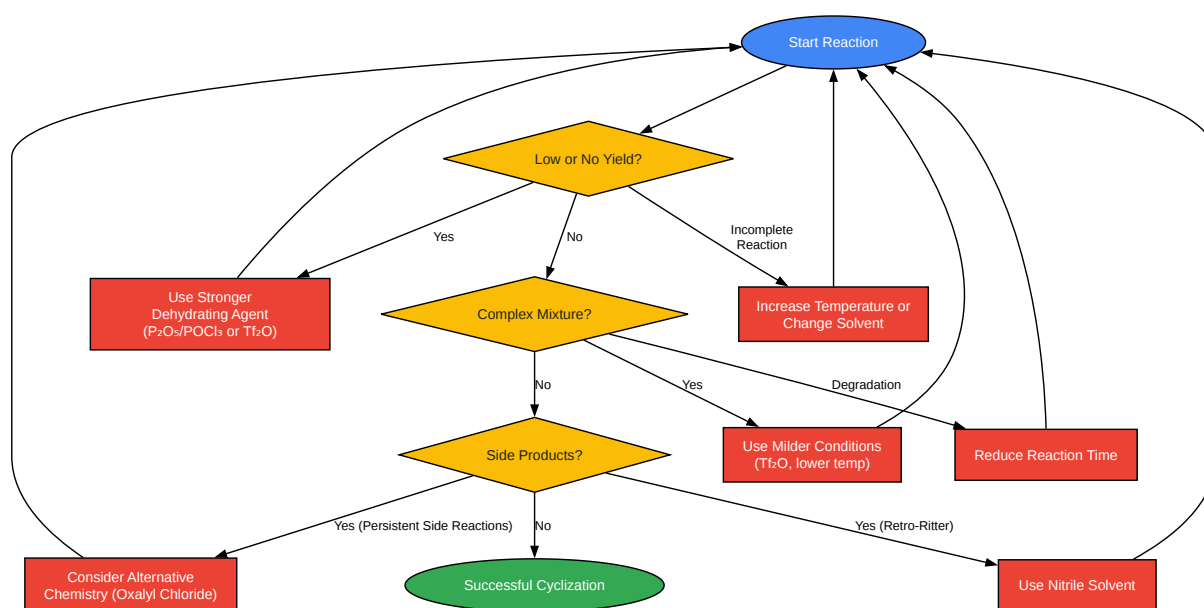 Start Reaction
Low or No Yield?
Yes
No
Incomplete
Reaction
Use Stronger
Dehydrating Agent
(P₂O₅/POCl₃ or Tf₂O)
Complex Mixture?
Increase Temperature or
Change Solvent
No
Yes
Degradation
Side Products?
Use Milder Conditions
(Tf₂O, lower temp)
Reduce Reaction Time
Yes (Persistent Side Reactions)
No
Yes (Retro-Ritter)
Consider Alternative
Chemistry (Oxalyl Chloride)
Successful Cyclization
Use Nitrile Solvent